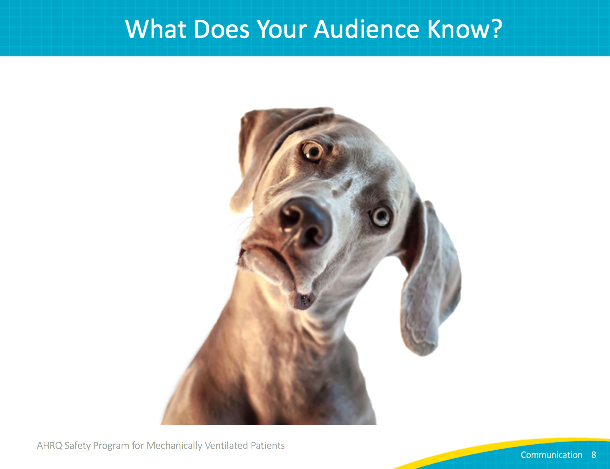 What Does Your Audience Know?
AHRQ Safety Program for Mechanically Ventilated Patients
Communication 8